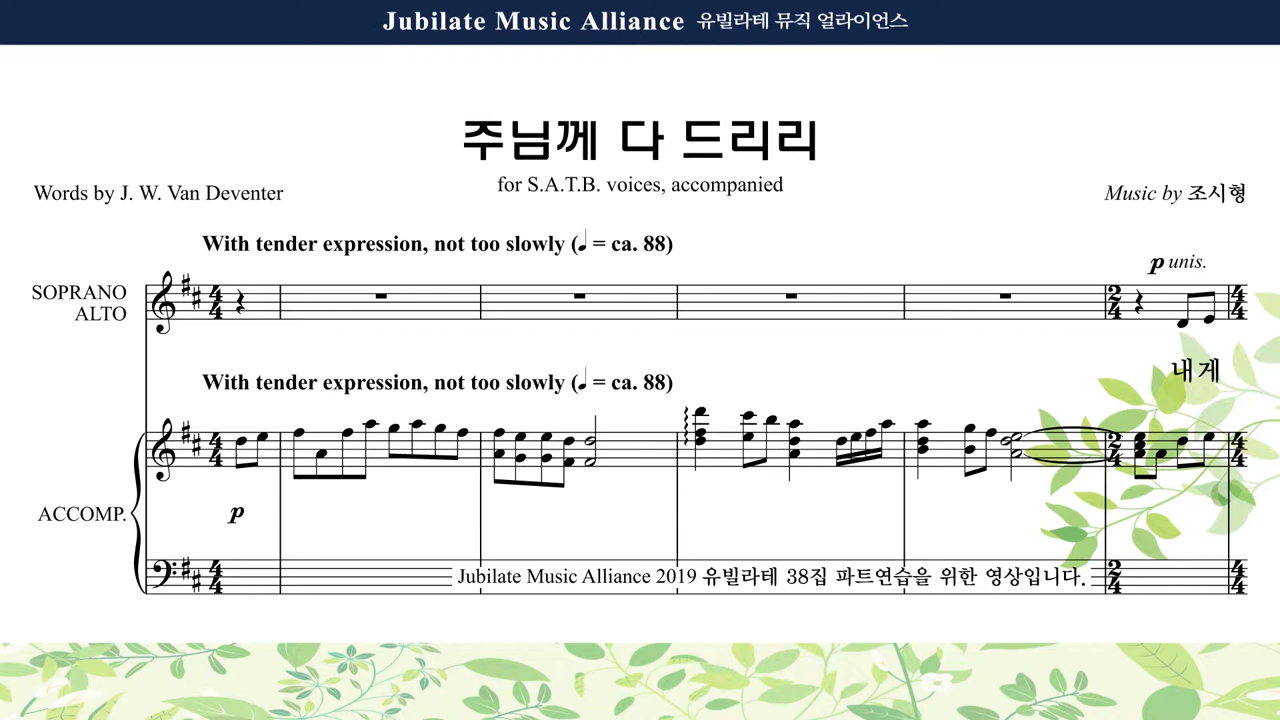 Jubilate Music Alliance 유빌라테 뮤직 얼라이언스
주님께 다 드리리
for S.A.T.B. voices, accompanied
Words by J. W. Van Deventer
Music by 조시형
With tender expression, not too slowly (♩ = ca. 88)
p unis.
SOPRANO
ALTO
내게
With tender expression, not too slowly (♩ = ca. 88)
ACCOMP.
p
Jubilate Music Alliance 2019 유빌라테 38집 파트연습을 위한 영상입니다.